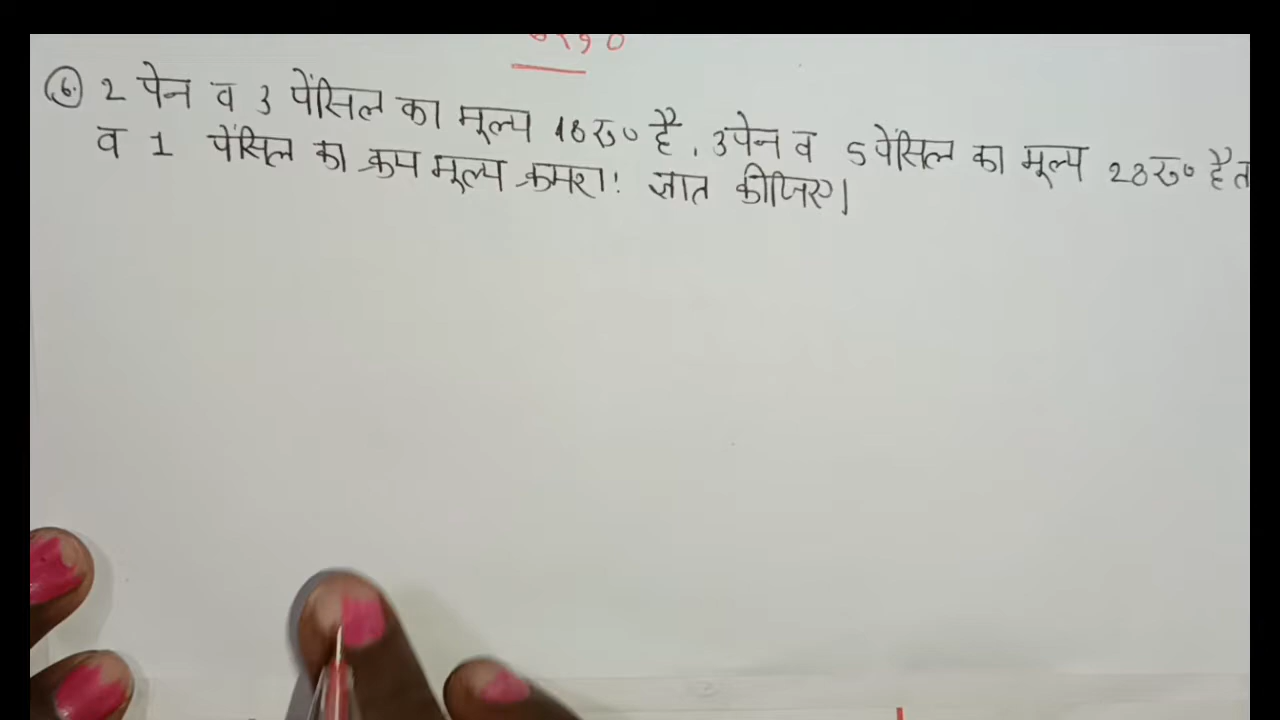 ⑥ 2 पेन व 3 पेंसिल का मूल्य 18 रु० है, 3 पेन व 5 पेंसिल का मूल्य 28 रु० है त
व 1 पेंसिल का क्रय मूल्य क्रमशः ज्ञात कीजिए।